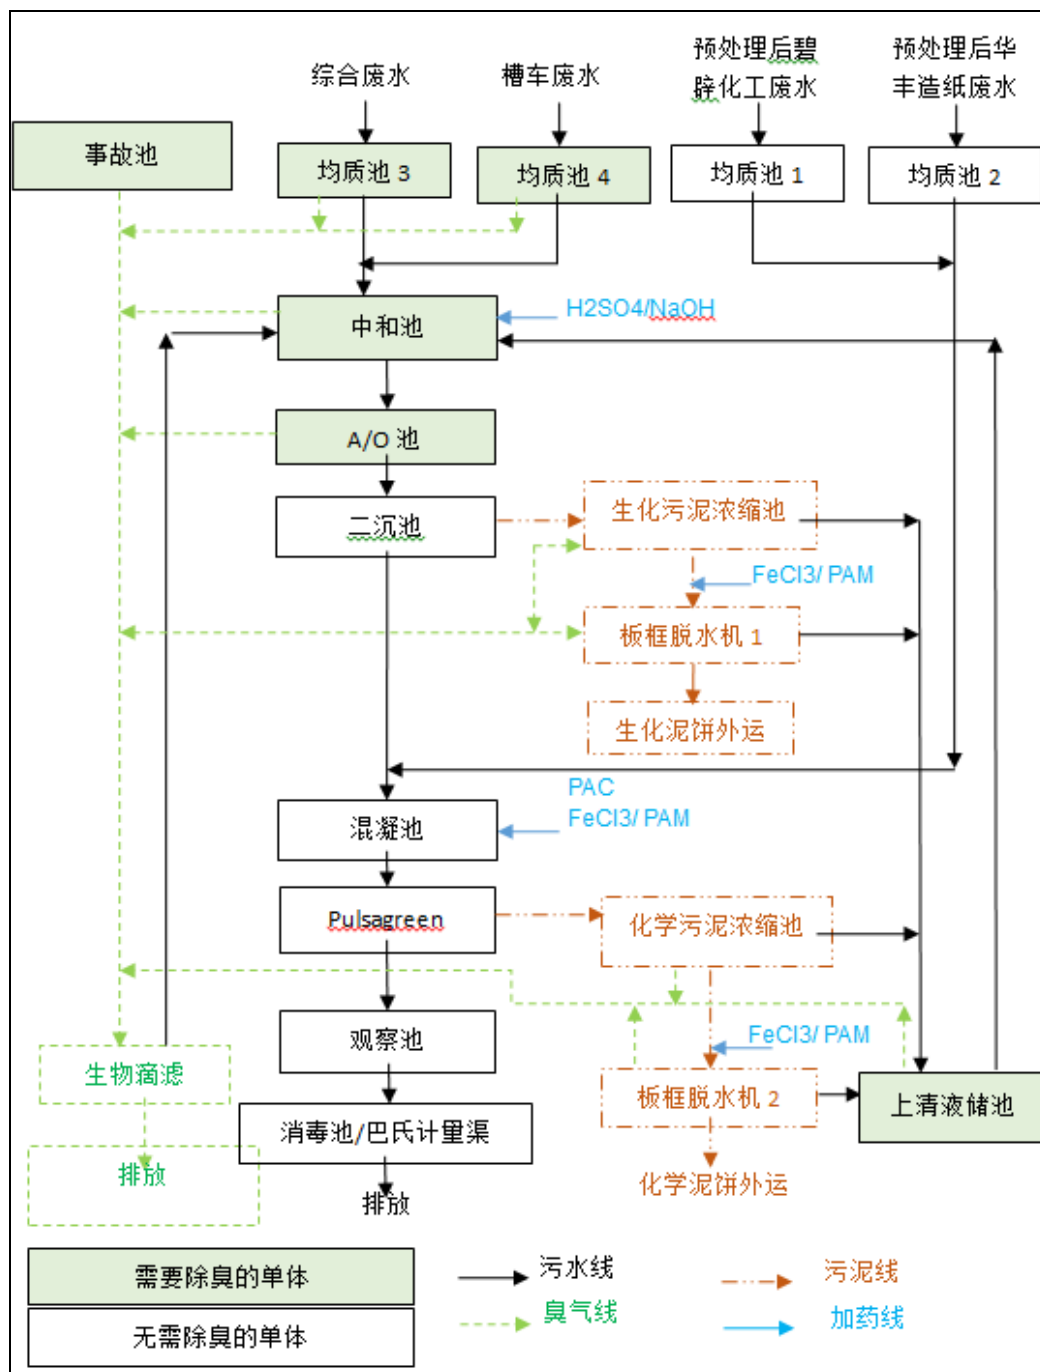 综合废水
槽车废水
预处理后碧
辟化工废水
预处理后华
丰造纸废水
事故池
均质池 3
均质池 4
均质池 1
均质池 2
中和池
H2SO4/NaOH
A/O 池
二沉池
生化污泥浓缩池
FeCl3/ PAM
板框脱水机 1
生化泥饼外运
PAC
FeCl3/ PAM
混凝池
Pulsagreen
化学污泥浓缩池
观察池
FeCl3/ PAM
生物滴滤
板框脱水机 2
上清液储池
消毒池/巴氏计量渠
排放
排放
化学泥饼外运
需要除臭的单体
污水线
污泥线
臭气线
加药线
无需除臭的单体